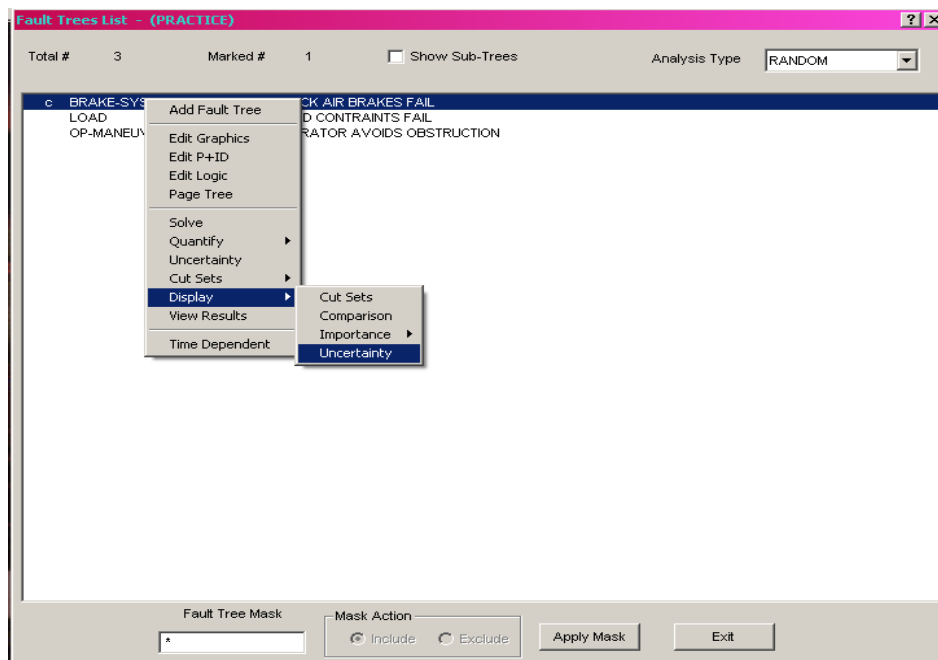 Fault Trees List - (PRACTICE)
Total # 3 Marked # 1 Show Sub-Trees Analysis Type RANDOM
c BRAKE-SYS CK AIR BRAKES FAIL
LOAD D CONTRAINTS FAIL
OP-MANEUV RATOR AVOIDS OBSTRUCTION
Add Fault Tree
Edit Graphics
Edit P+ID
Edit Logic
Page Tree
Solve
Quantify
Uncertainty
Cut Sets
Display
View Results
Time Dependent
Cut Sets
Comparison
Importance
Uncertainty
Fault Tree Mask
*
Mask Action
Include Exclude
Apply Mask
Exit